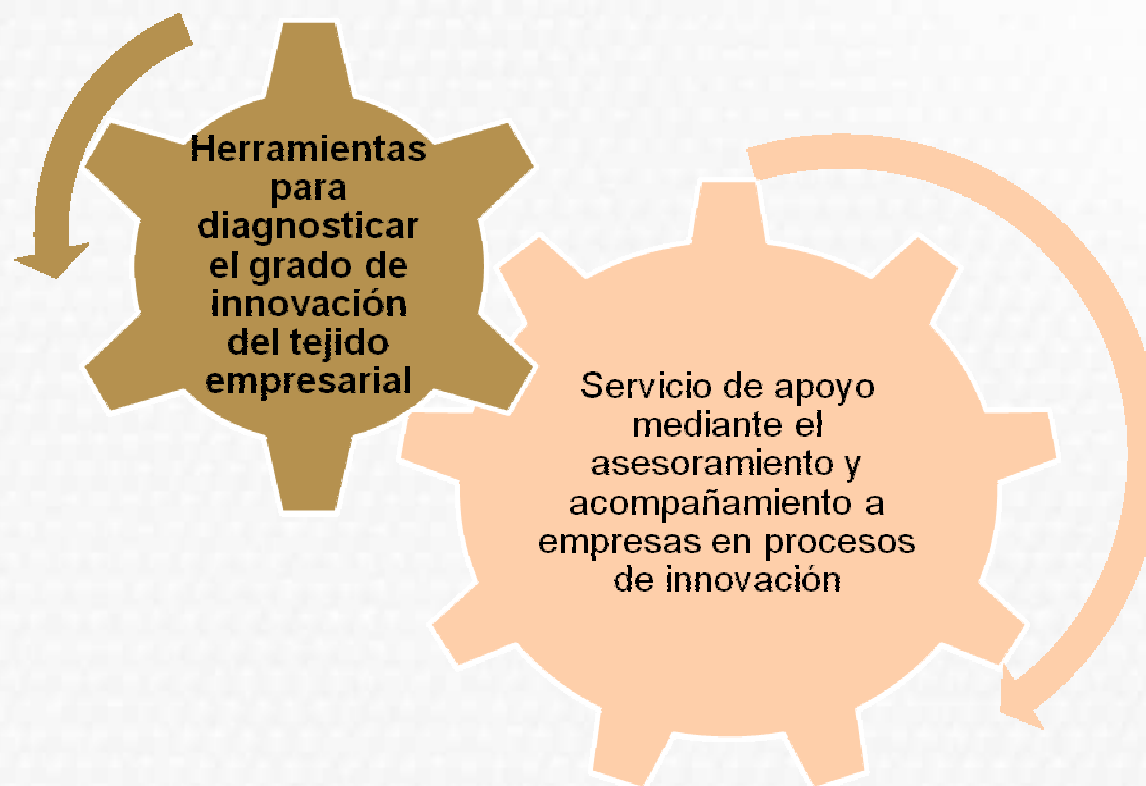 Herramientas
para
diagnosticar
el grado de
innovación
del tejido
empresarial
Servicio de apoyo
mediante el
asesoramiento y
acompañamiento a
empresas en procesos
de innovación